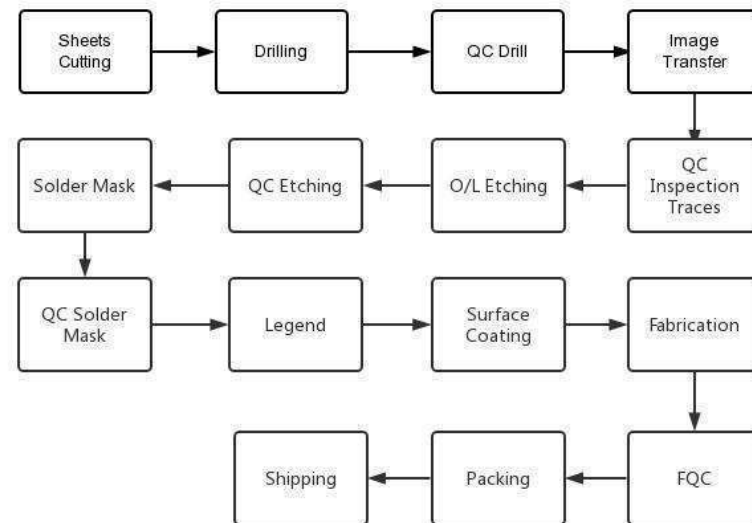 Sheets
Cutting
Drilling
QC Drill
Image
Transfer
Solder Mask
QC Etching
O/L Etching
QC
Inspection
Traces
QC Solder
Mask
Legend
Surface
Coating
Fabrication
Shipping
Packing
FQC